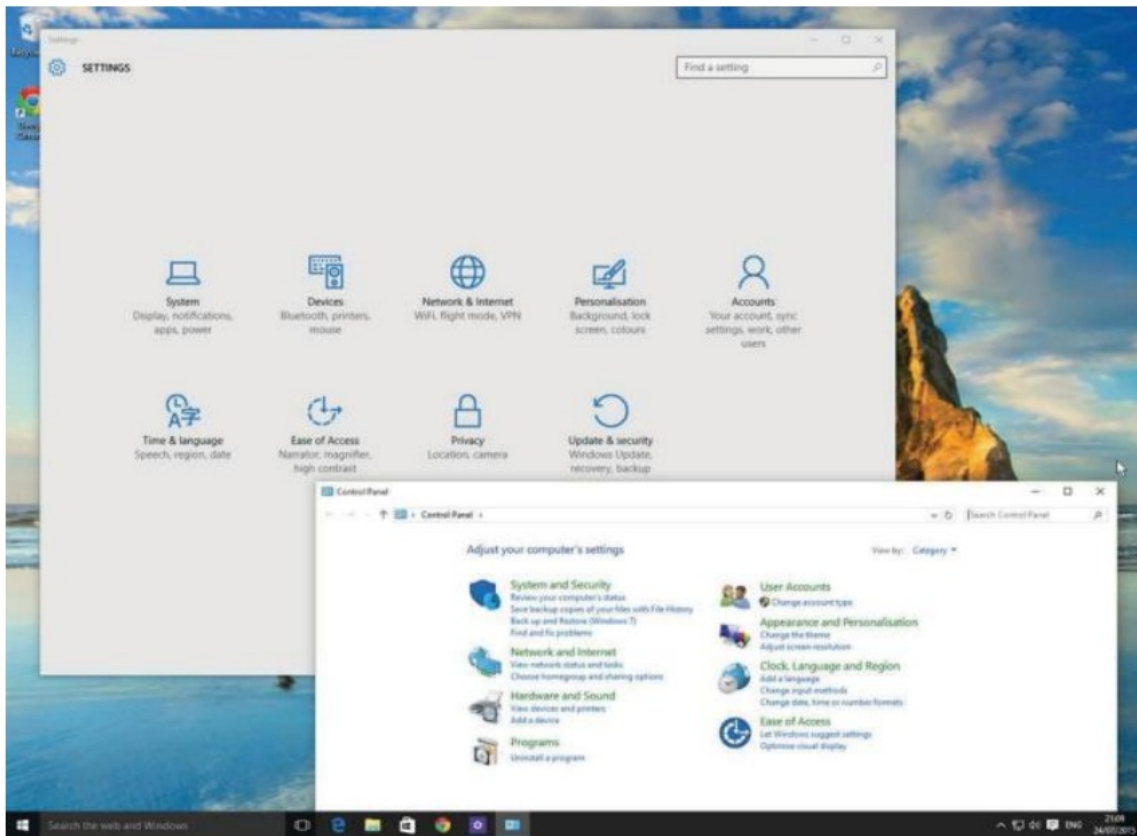 Settings
SETTINGS
Find a setting
System
Display, notifications,
apps, power
Devices
Bluetooth, printers,
mouse
Network & Internet
WiFi, flight mode, VPN
Personalisation
Background, lock
screen, colours
Accounts
Your account, sync
settings, work, other
users
Time & language
Speech, region, date
Ease of Access
Narrator, magnifier,
high contrast
Privacy
Location, camera
Update & security
Windows Update,
recovery, backup
Control Panel
Control Panel
Search Control Panel
Adjust your computer's settings
View by: Category
System and Security
Review your computer's status
Save backup copies of your files with File History
Back up and Restore (Windows 7)
Find and fix problems
Network and Internet
View network status and tasks
Choose homegroup and sharing options
Hardware and Sound
View devices and printers
Add a device
Programs
Uninstall a program
User Accounts
Change account type
Appearance and Personalisation
Change the theme
Adjust screen resolution
Clock, Language and Region
Add a language
Change input methods
Change date, time or number formats
Ease of Access
Let Windows suggest settings
Optimise visual display
Search the web and Windows
ENG
21:09
24/07/2015